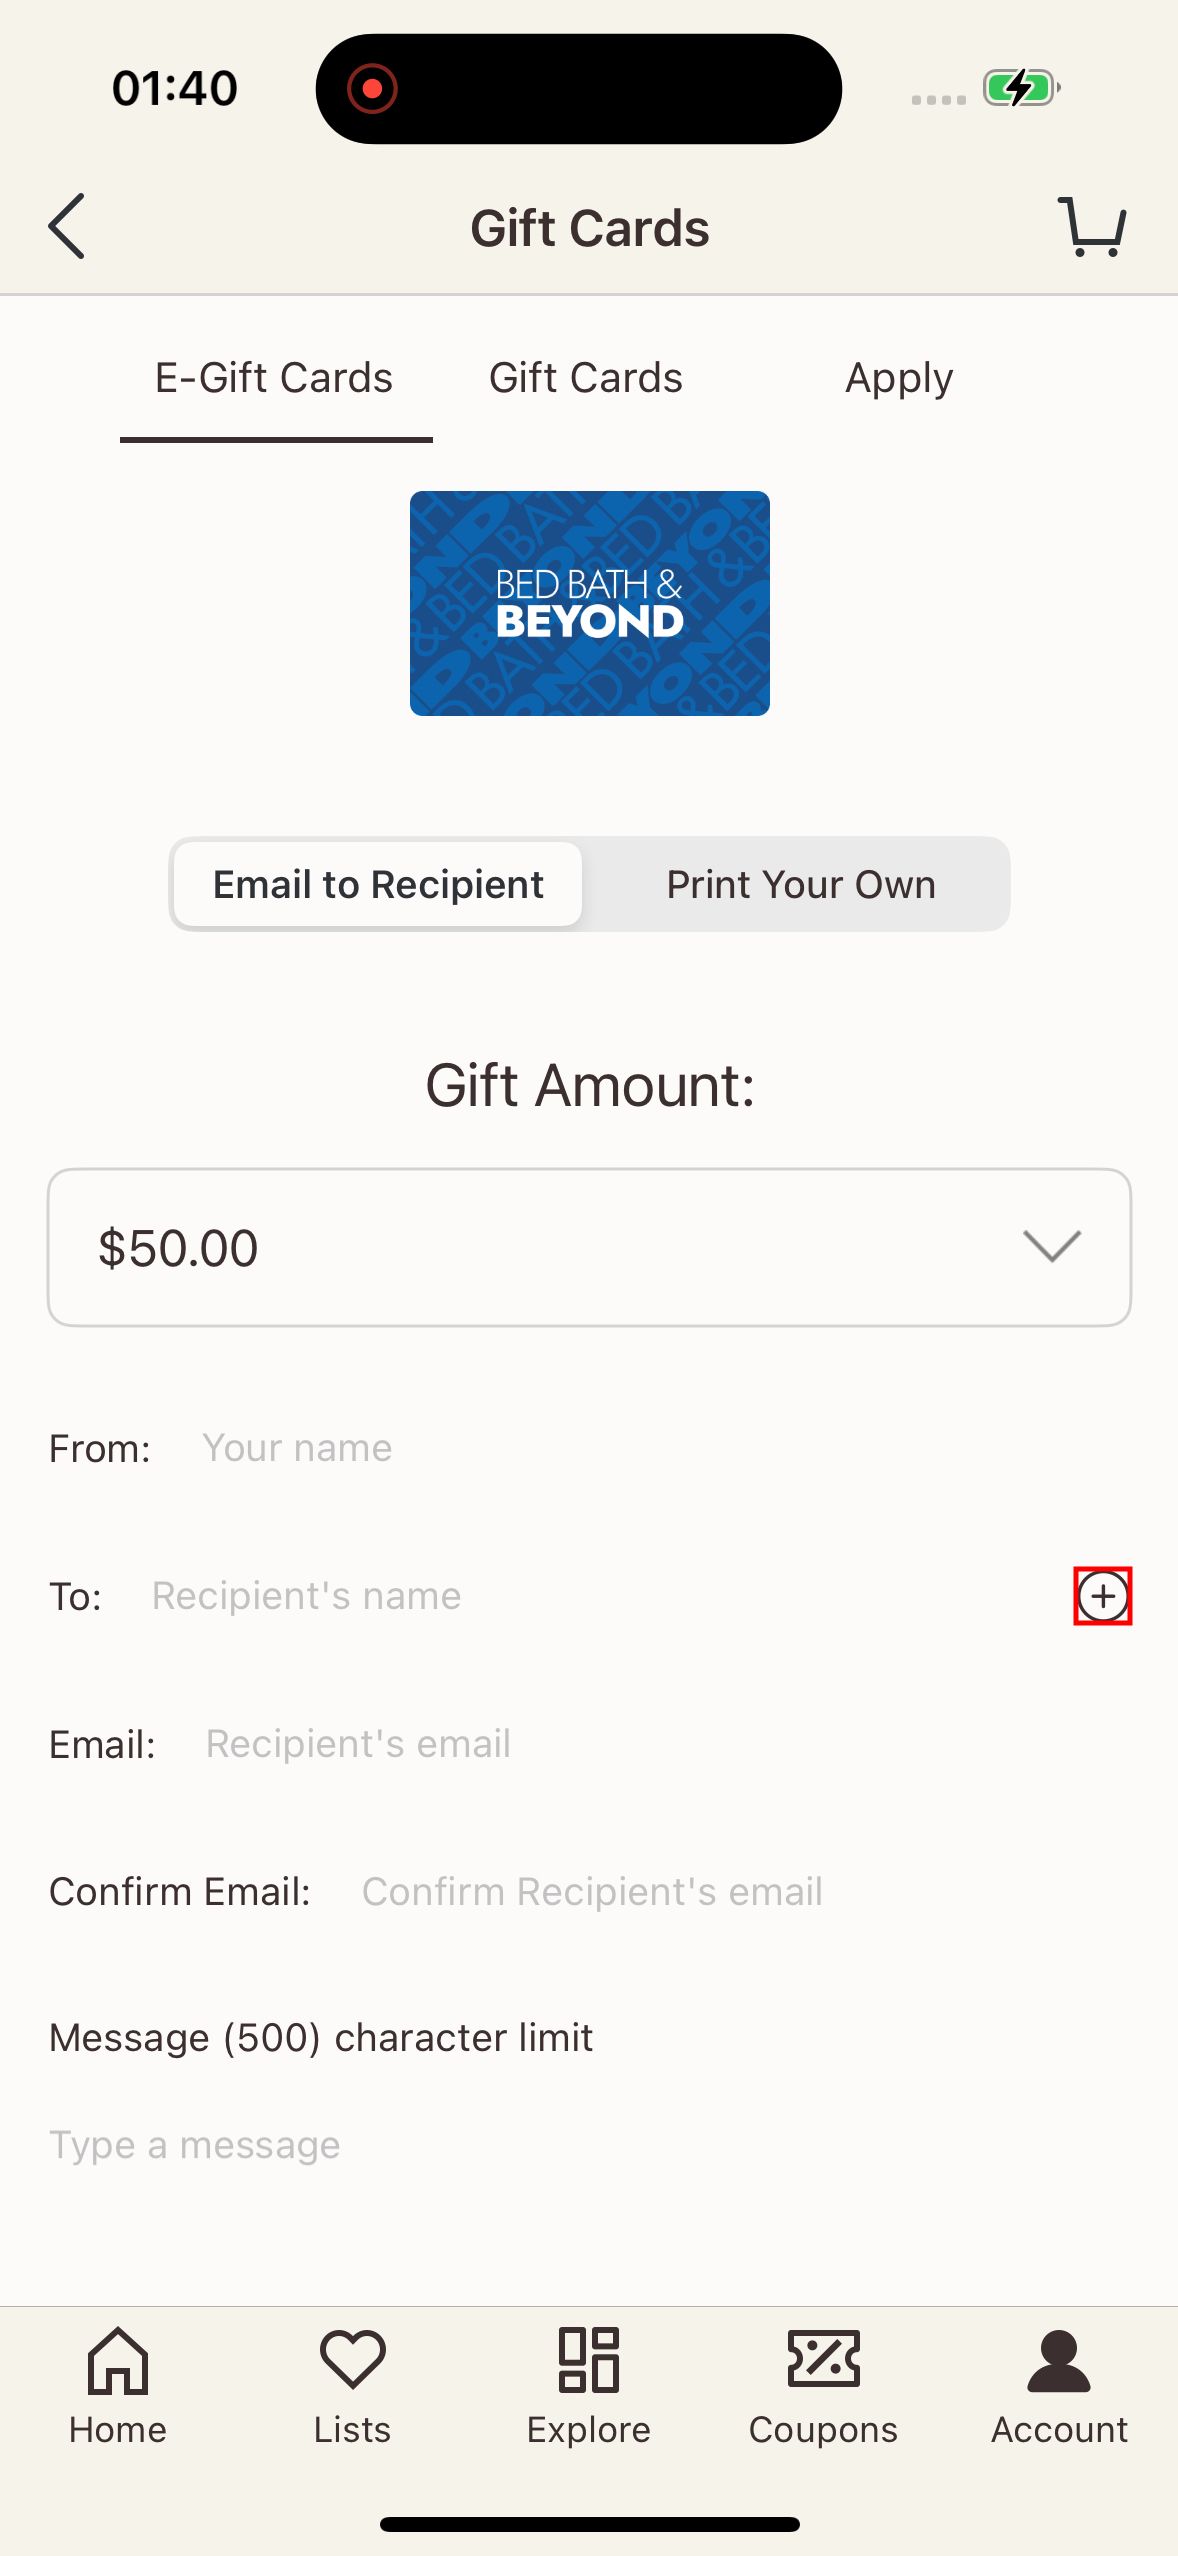 01:40
Gift Cards
E-Gift Cards Gift Cards Apply
BED BATH &
BEYOND
Email to Recipient Print Your Own
Gift Amount:
$50.00
From: Your name
To: Recipient's name
Email: Recipient's email
Confirm Email: Confirm Recipient's email
Message (500) character limit
Type a message
Home Lists Explore Coupons Account